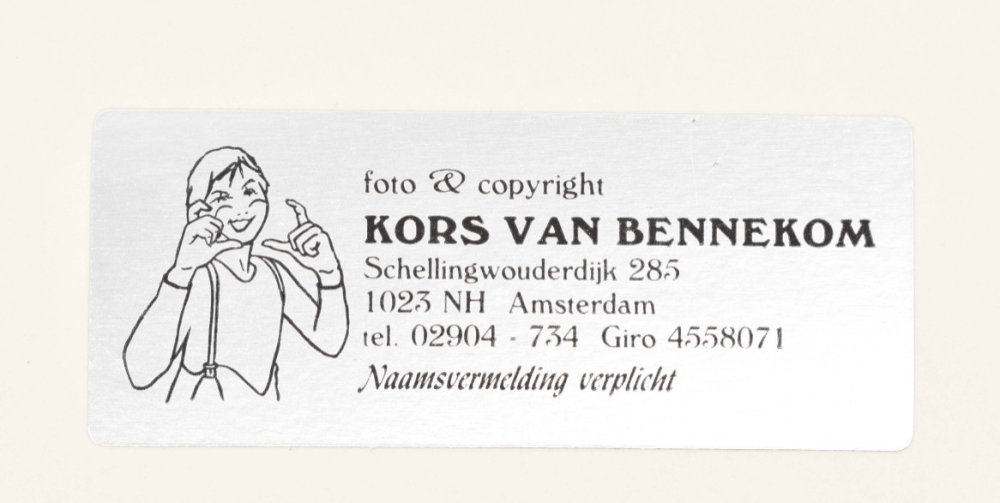 foto & copyright
KORS VAN BENNEKOM
Schellingwouderdijk 285
1023 NH Amsterdam
tel. 02904 - 734 Giro 4558071
Naamsvermelding verplicht